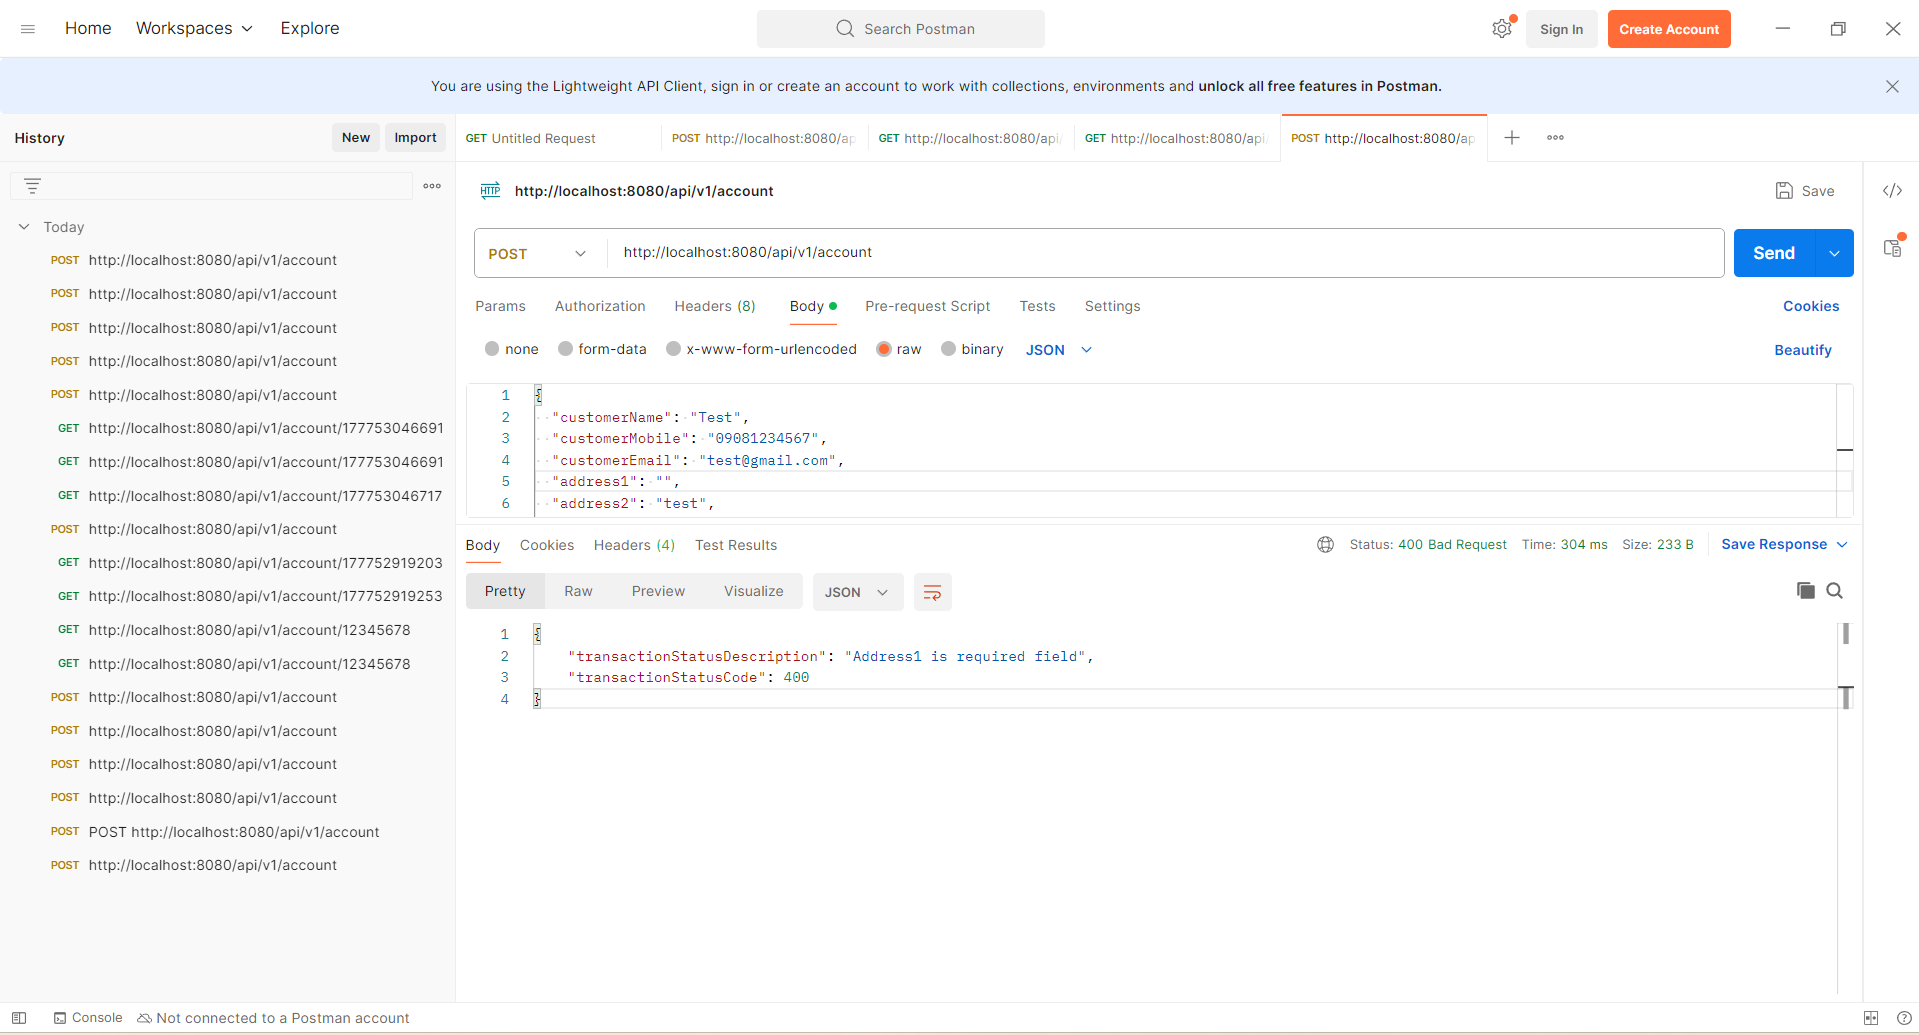 Home Workspaces Explore Search Postman Sign In Create Account
You are using the Lightweight API Client, sign in or create an account to work with collections, environments and unlock all free features in Postman.
History New Import
GET Untitled Request POST http://localhost:8080/ap GET http://localhost:8080/api/ GET http://localhost:8080/api/ POST http://localhost:8080/ap
HTTP http://localhost:8080/api/v1/account Save
Today
POST http://localhost:8080/api/v1/account
POST http://localhost:8080/api/v1/account
POST http://localhost:8080/api/v1/account
POST http://localhost:8080/api/v1/account
POST http://localhost:8080/api/v1/account
GET http://localhost:8080/api/v1/account/177753046691
GET http://localhost:8080/api/v1/account/177753046691
GET http://localhost:8080/api/v1/account/177753046717
POST http://localhost:8080/api/v1/account
GET http://localhost:8080/api/v1/account/177752919203
GET http://localhost:8080/api/v1/account/177752919253
GET http://localhost:8080/api/v1/account/12345678
GET http://localhost:8080/api/v1/account/12345678
POST http://localhost:8080/api/v1/account
POST http://localhost:8080/api/v1/account
POST http://localhost:8080/api/v1/account
POST http://localhost:8080/api/v1/account
POST POST http://localhost:8080/api/v1/account
POST http://localhost:8080/api/v1/account
POST http://localhost:8080/api/v1/account Send
Params Authorization Headers (8) Body Pre-request Script Tests Settings Cookies
none form-data x-www-form-urlencoded raw binary JSON Beautify
1 {
2 "customerName": "Test",
3 "customerMobile": "09081234567",
4 "customerEmail": "test@gmail.com",
5 "address1": "",
6 "address2": "test",
Body Cookies Headers (4) Test Results Status: 400 Bad Request Time: 304 ms Size: 233 B Save Response
Pretty Raw Preview Visualize JSON
1 {
2 "transactionStatusDescription": "Address1 is required field",
3 "transactionStatusCode": 400
4 }
Console Not connected to a Postman account